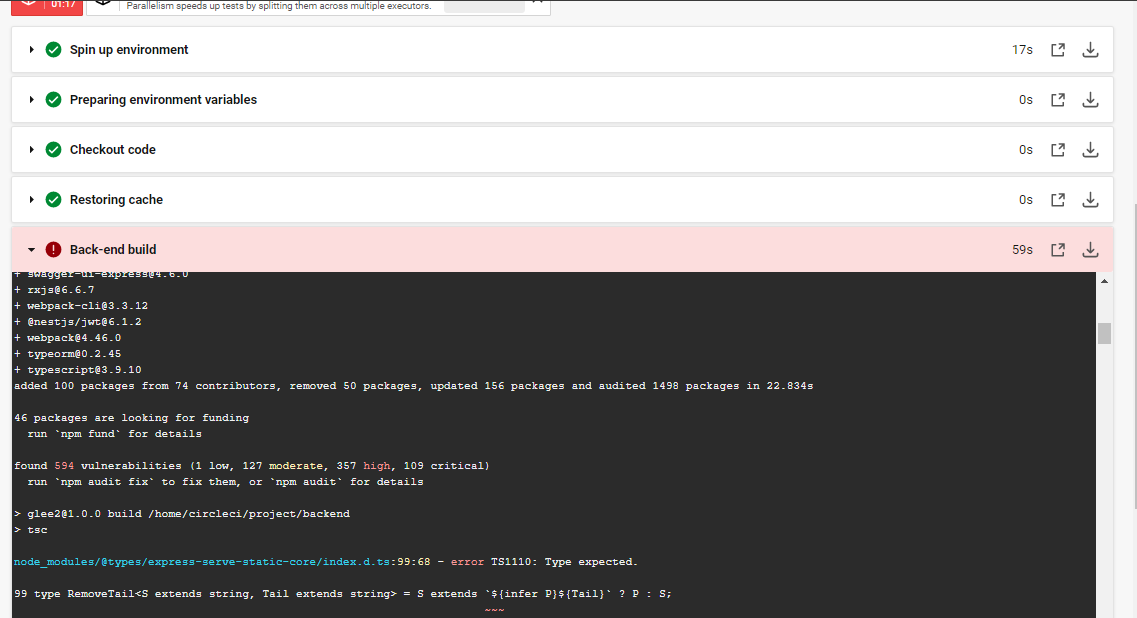 01:17
Parallelism speeds up tests by splitting them across multiple executors.
Spin up environment 17s
Preparing environment variables 0s
Checkout code 0s
Restoring cache 0s
Back-end build 59s
+ swagger-ui-express@4.6.0
+ rxjs@6.6.7
+ webpack-cli@3.3.12
+ @nestjs/jwt@6.1.2
+ webpack@4.46.0
+ typeorm@0.2.45
+ typescript@3.9.10
added 100 packages from 74 contributors, removed 50 packages, updated 156 packages and audited 1498 packages in 22.834s
46 packages are looking for funding
run `npm fund` for details
found 594 vulnerabilities (1 low, 127 moderate, 357 high, 109 critical)
run `npm audit fix` to fix them, or `npm audit` for details
> glee2@1.0.0 build /home/circleci/project/backend
> tsc
node_modules/@types/express-serve-static-core/index.d.ts:99:68 - error TS1110: Type expected.
99 type RemoveTail<S extends string, Tail extends string> = S extends `${infer P}${Tail}` ? P : S;
~~~